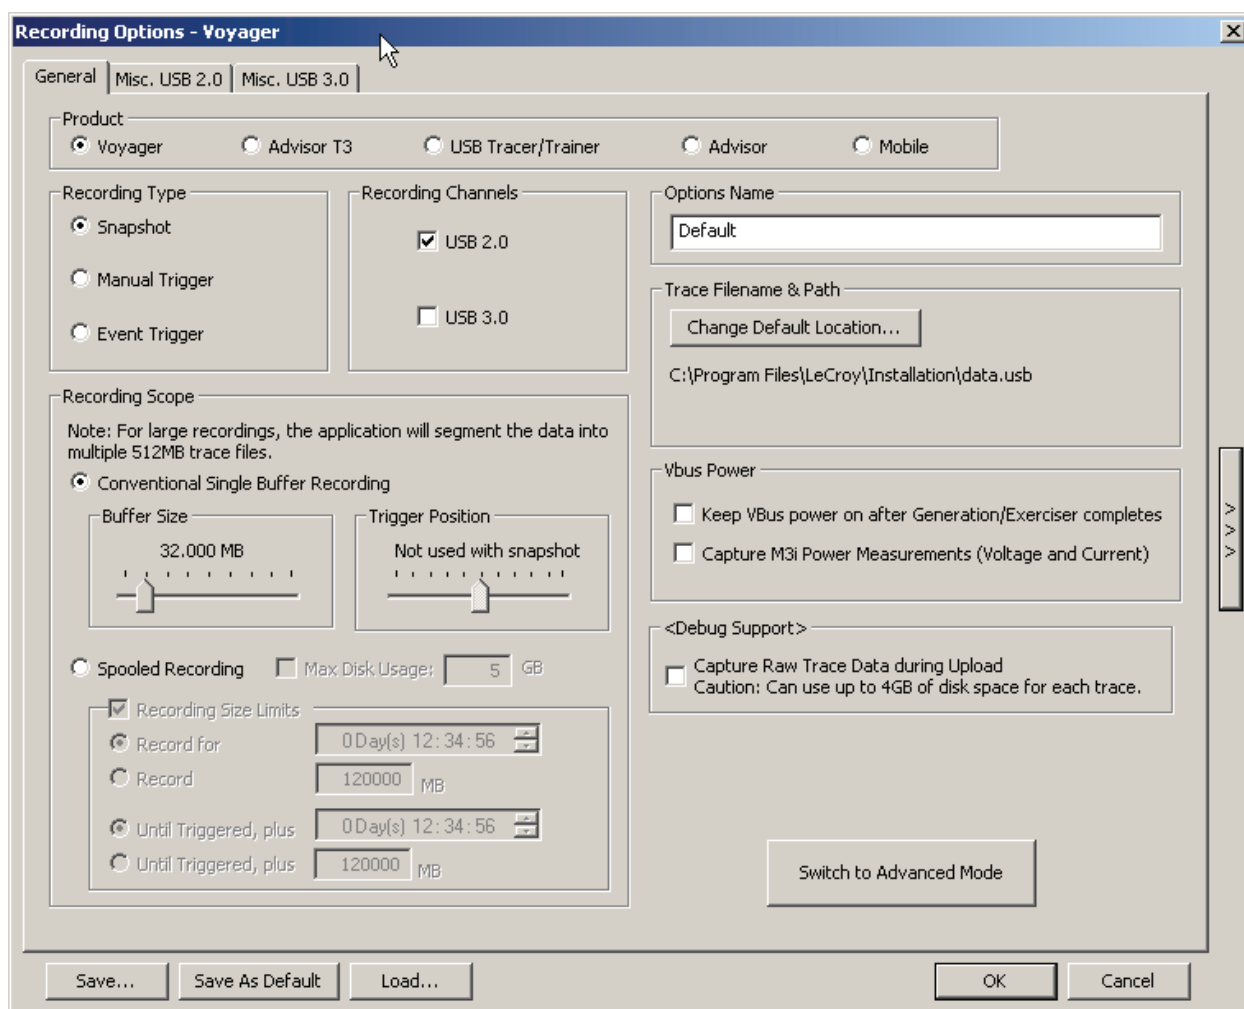 Recording Options - Voyager
General
Misc. USB 2.0
Misc. USB 3.0
Product
Voyager
Advisor T3
USB Tracer/Trainer
Advisor
Mobile
Recording Type
Snapshot
Manual Trigger
Event Trigger
Recording Channels
USB 2.0
USB 3.0
Options Name
Default
Trace Filename & Path
Change Default Location...
C:\Program Files\LeCroy\Installation\data.usb
Recording Scope
Note: For large recordings, the application will segment the data into
multiple 512MB trace files.
Conventional Single Buffer Recording
Buffer Size
32.000 MB
Trigger Position
Not used with snapshot
Spooled Recording
Max Disk Usage:
5
GB
Recording Size Limits
Record for
0 Day(s) 12:34:56
Record
120000
MB
Until Triggered, plus
0 Day(s) 12:34:56
Until Triggered, plus
120000
MB
Vbus Power
Keep VBus power on after Generation/Exerciser completes
Capture M3i Power Measurements (Voltage and Current)
<Debug Support>
Capture Raw Trace Data during Upload
Caution: Can use up to 4GB of disk space for each trace.
Switch to Advanced Mode
>
>
>
Save...
Save As Default
Load...
OK
Cancel